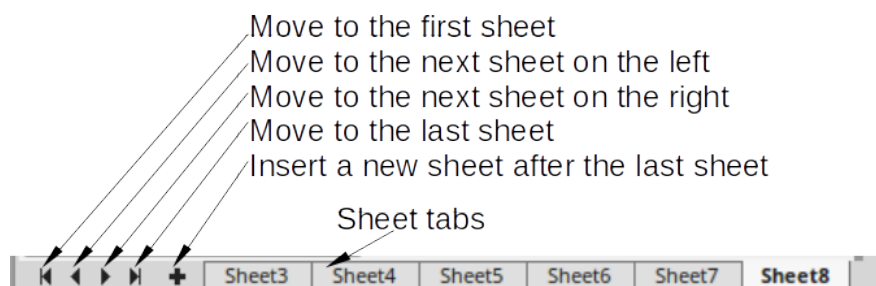 Move to the first sheet
Move to the next sheet on the left
Move to the next sheet on the right
Move to the last sheet
Insert a new sheet after the last sheet
Sheet tabs
Sheet3 Sheet4 Sheet5 Sheet6 Sheet7 Sheet8